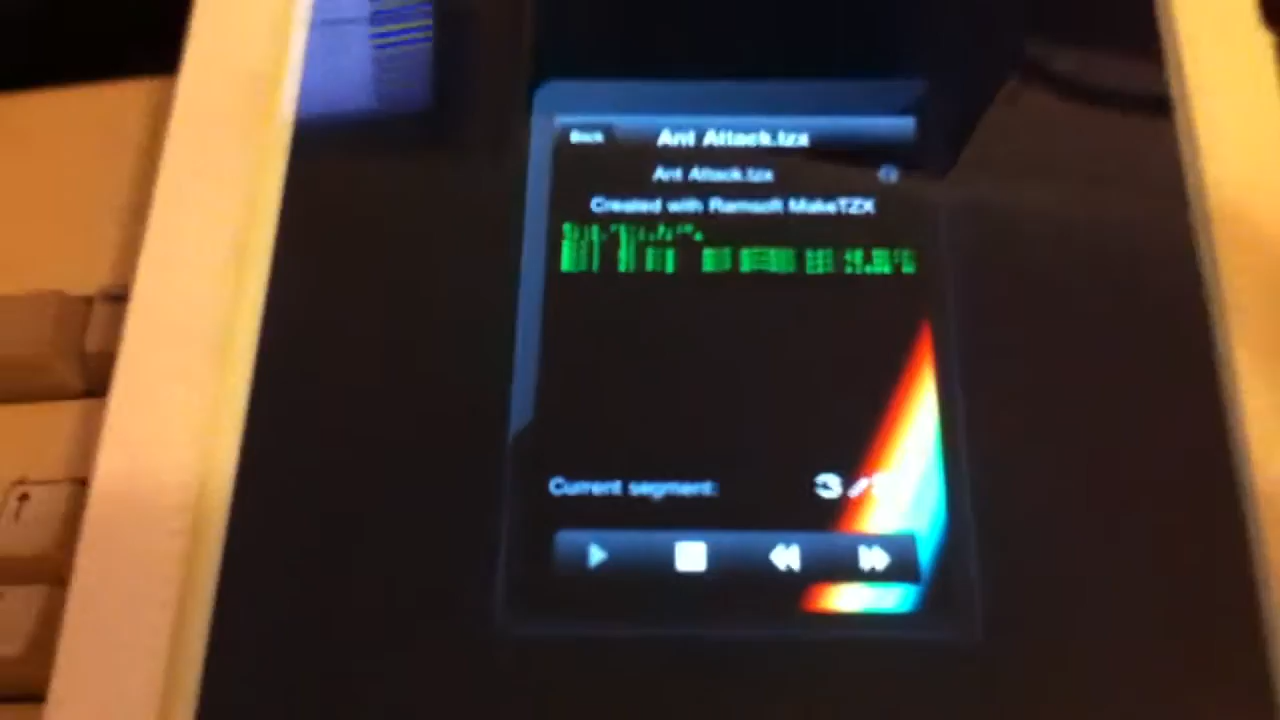 Back Ant Attack.tzx
Ant Attack.tzx
Created with Ramsoft MakeTZX
Current segment: